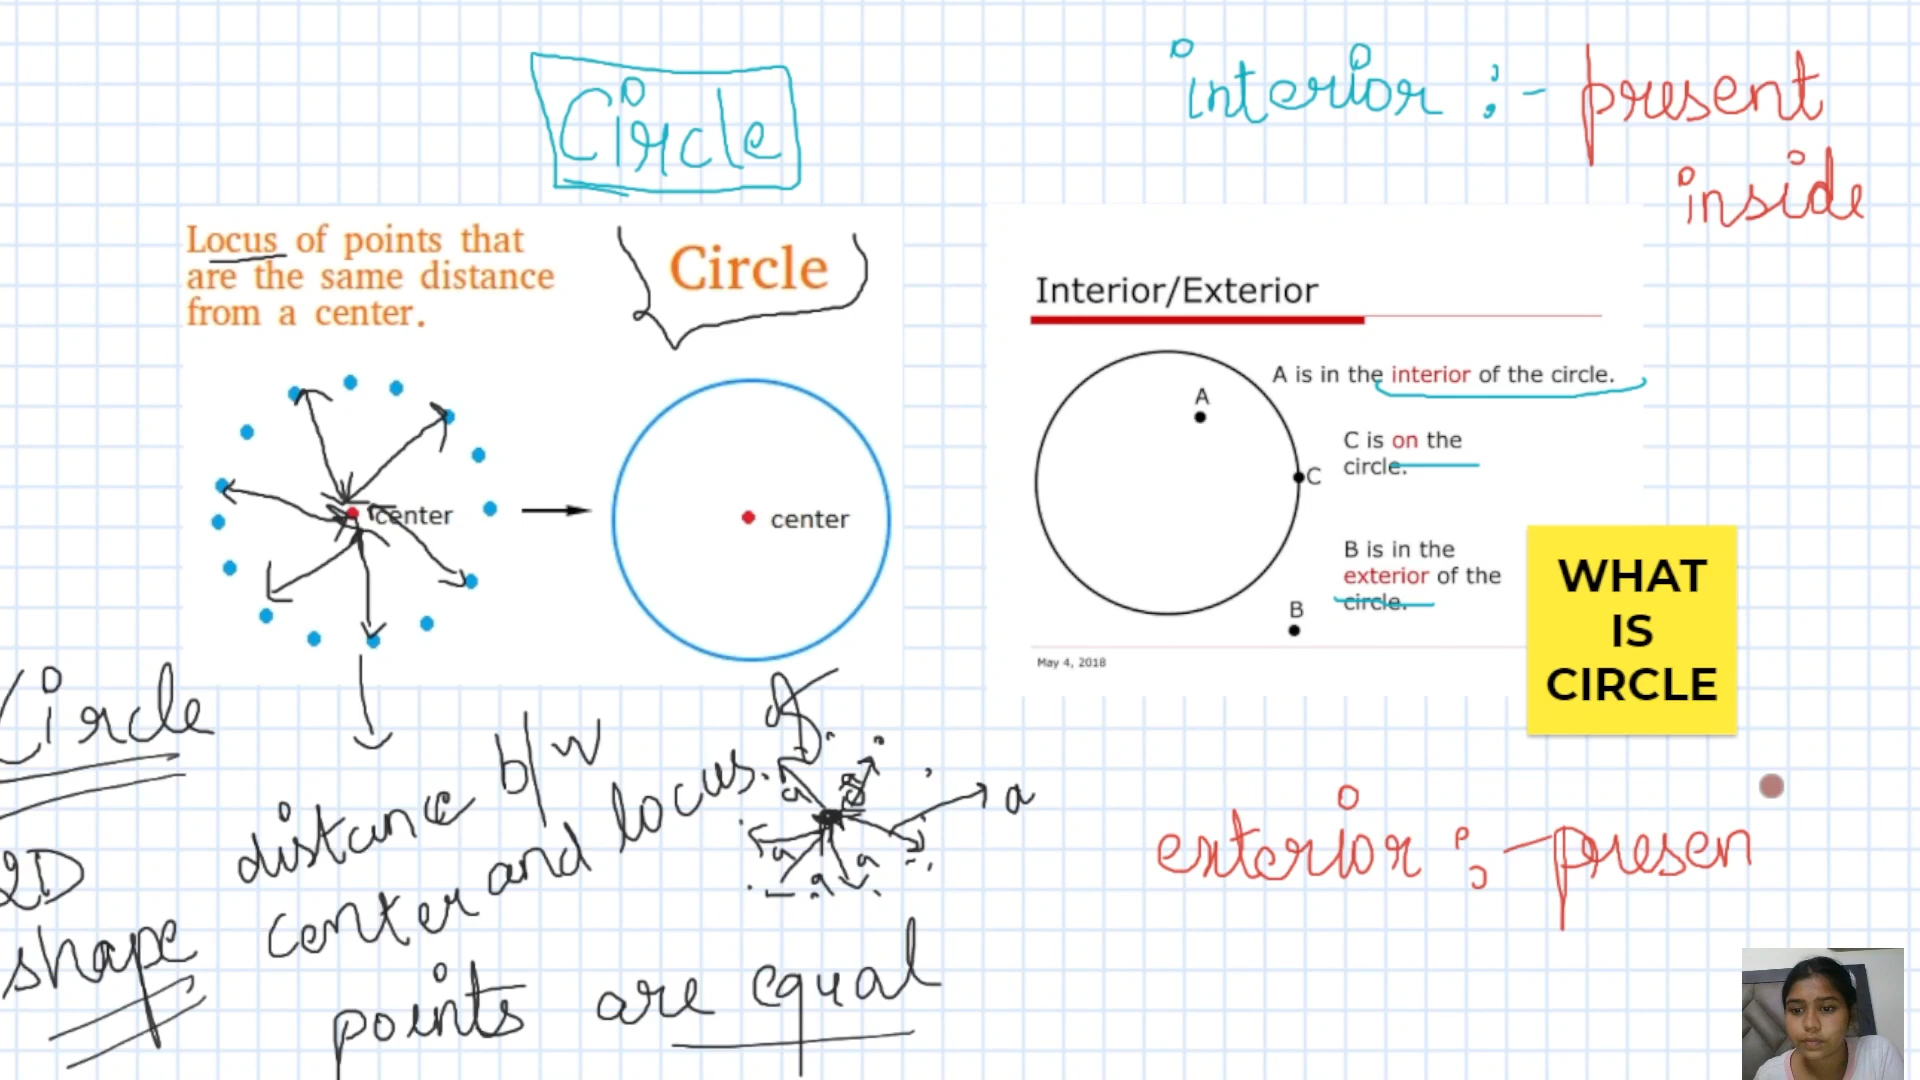 Circle
interior :- present
inside
Locus of points that
are the same distance
from a center.
Circle
center
center
Interior/Exterior
A is in the interior of the circle.
A
C is on the
circle.
C
B is in the
exterior of the
circle.
B
May 4, 2018
WHAT
IS
CIRCLE
Circle
2D
shape
distance b/w
center and locus.
points are equal
a
a
a
a
a
a
exterior :- presen